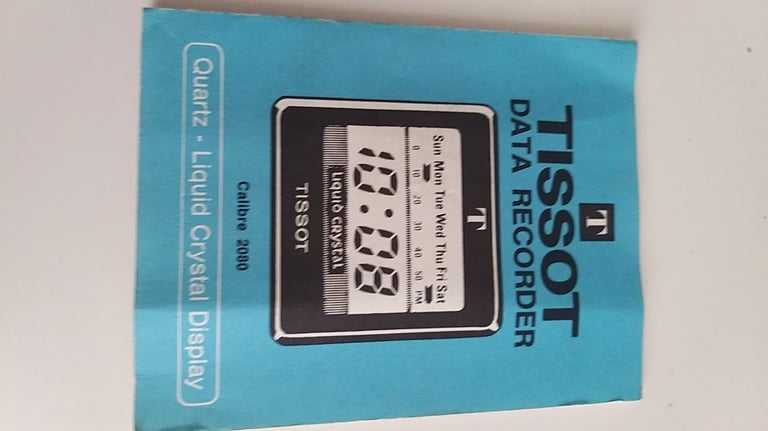 T
TISSOT
DATA RECORDER
T
Sun Mon Tue Wed Thu Fri Sat
0 10 20 30 40 50 PM
10:08
LIQUID CRYSTAL
TISSOT
Calibre 2080
Quartz - Liquid Crystal Display